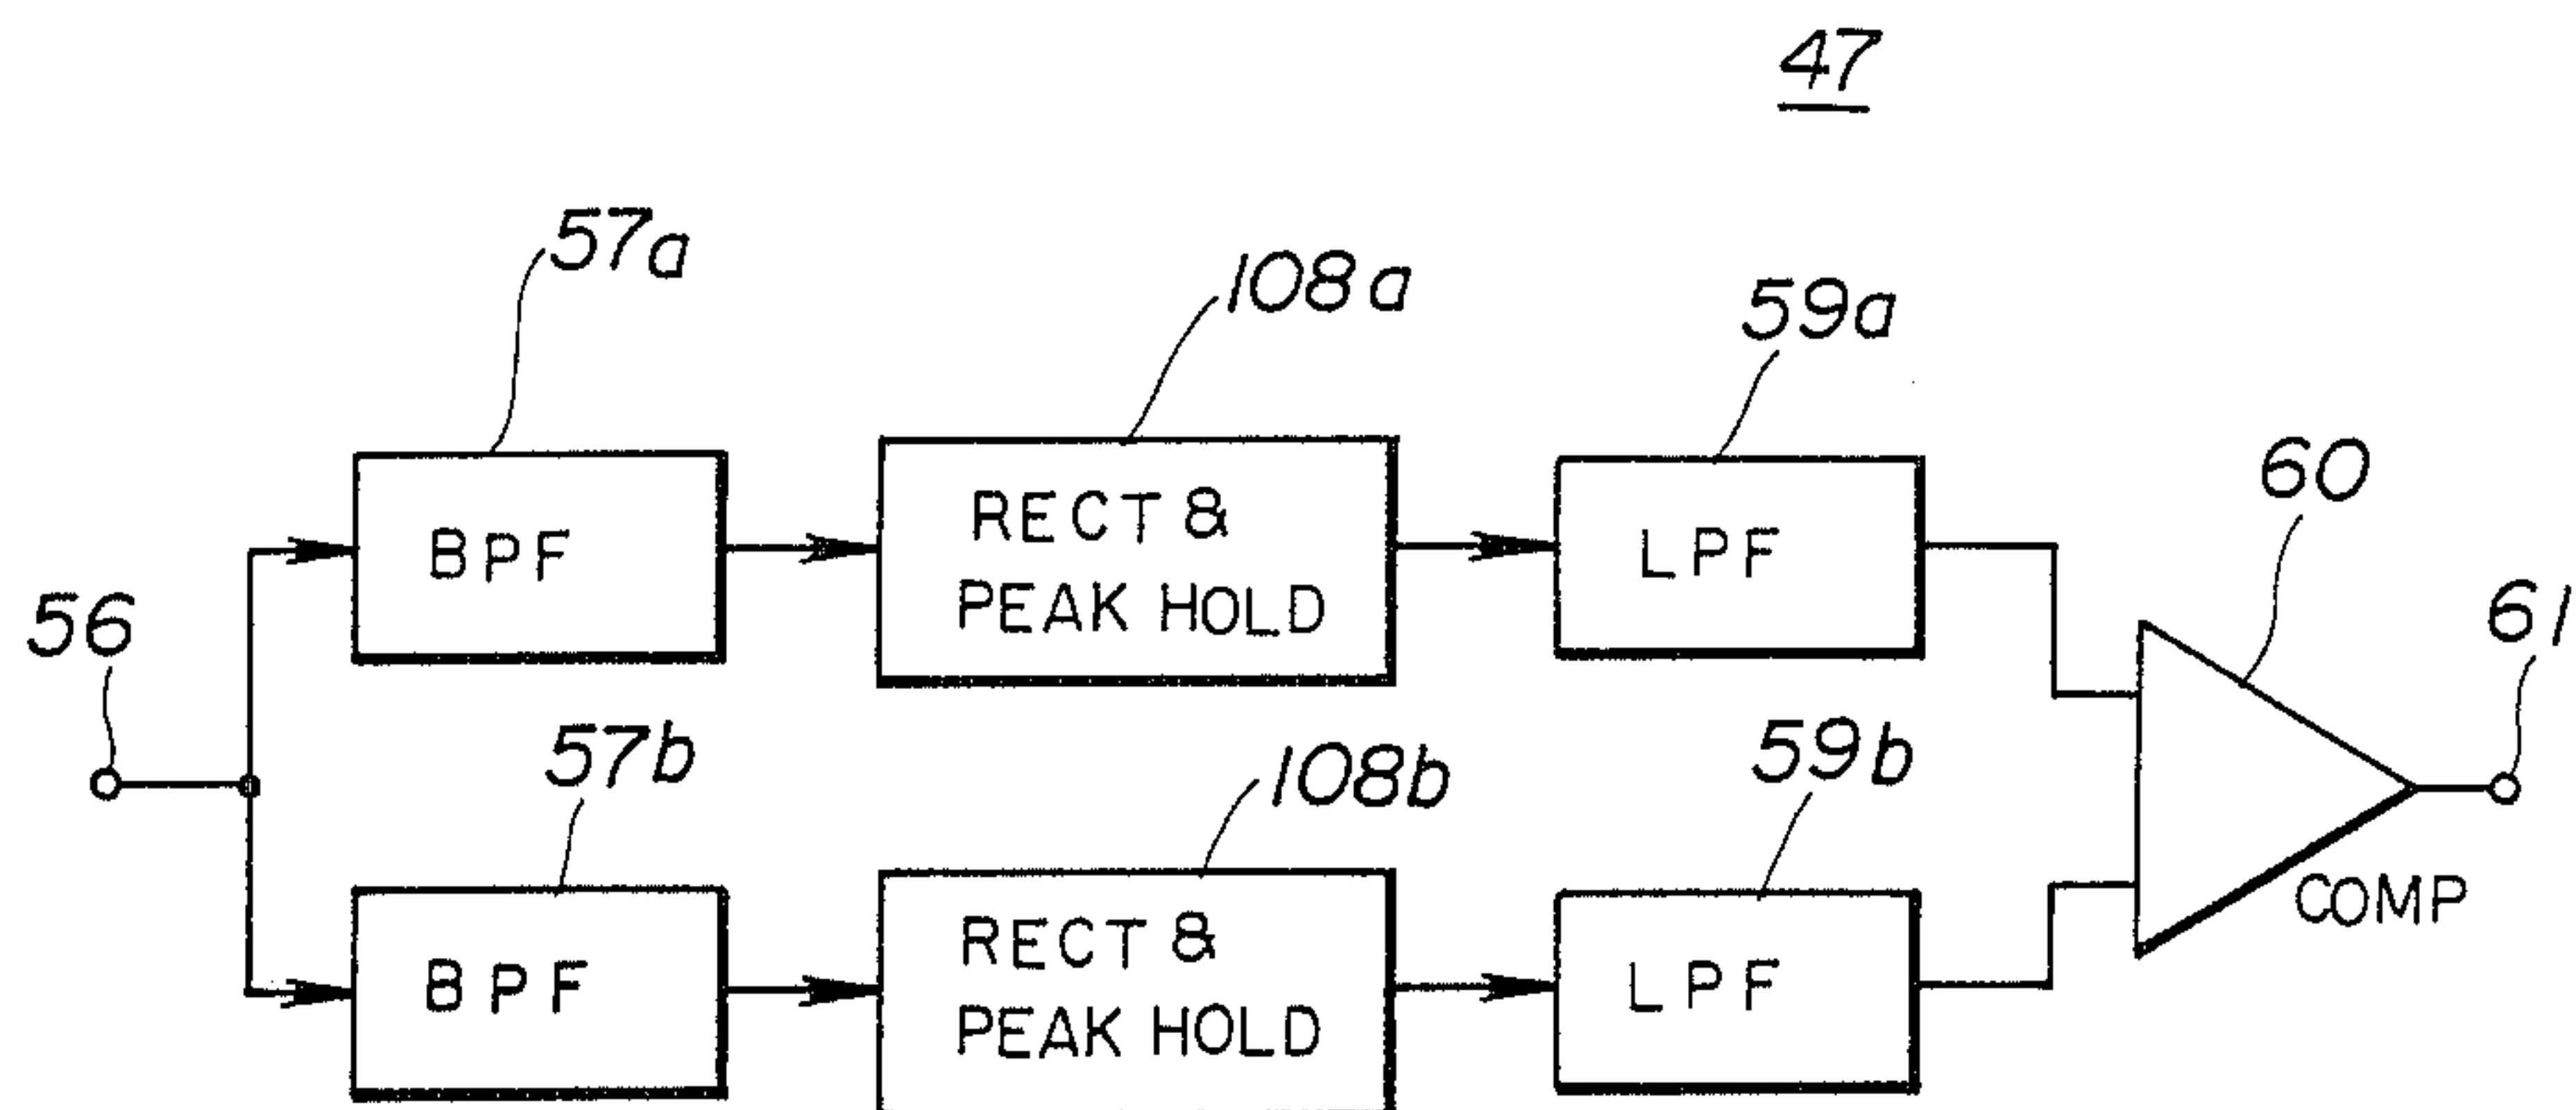 47
57a
108a
59a
60
BPF
RECT &
PEAK HOLD
LPF
56
61
57b
108b
59b
COMP
BPF
RECT &
PEAK HOLD
LPF